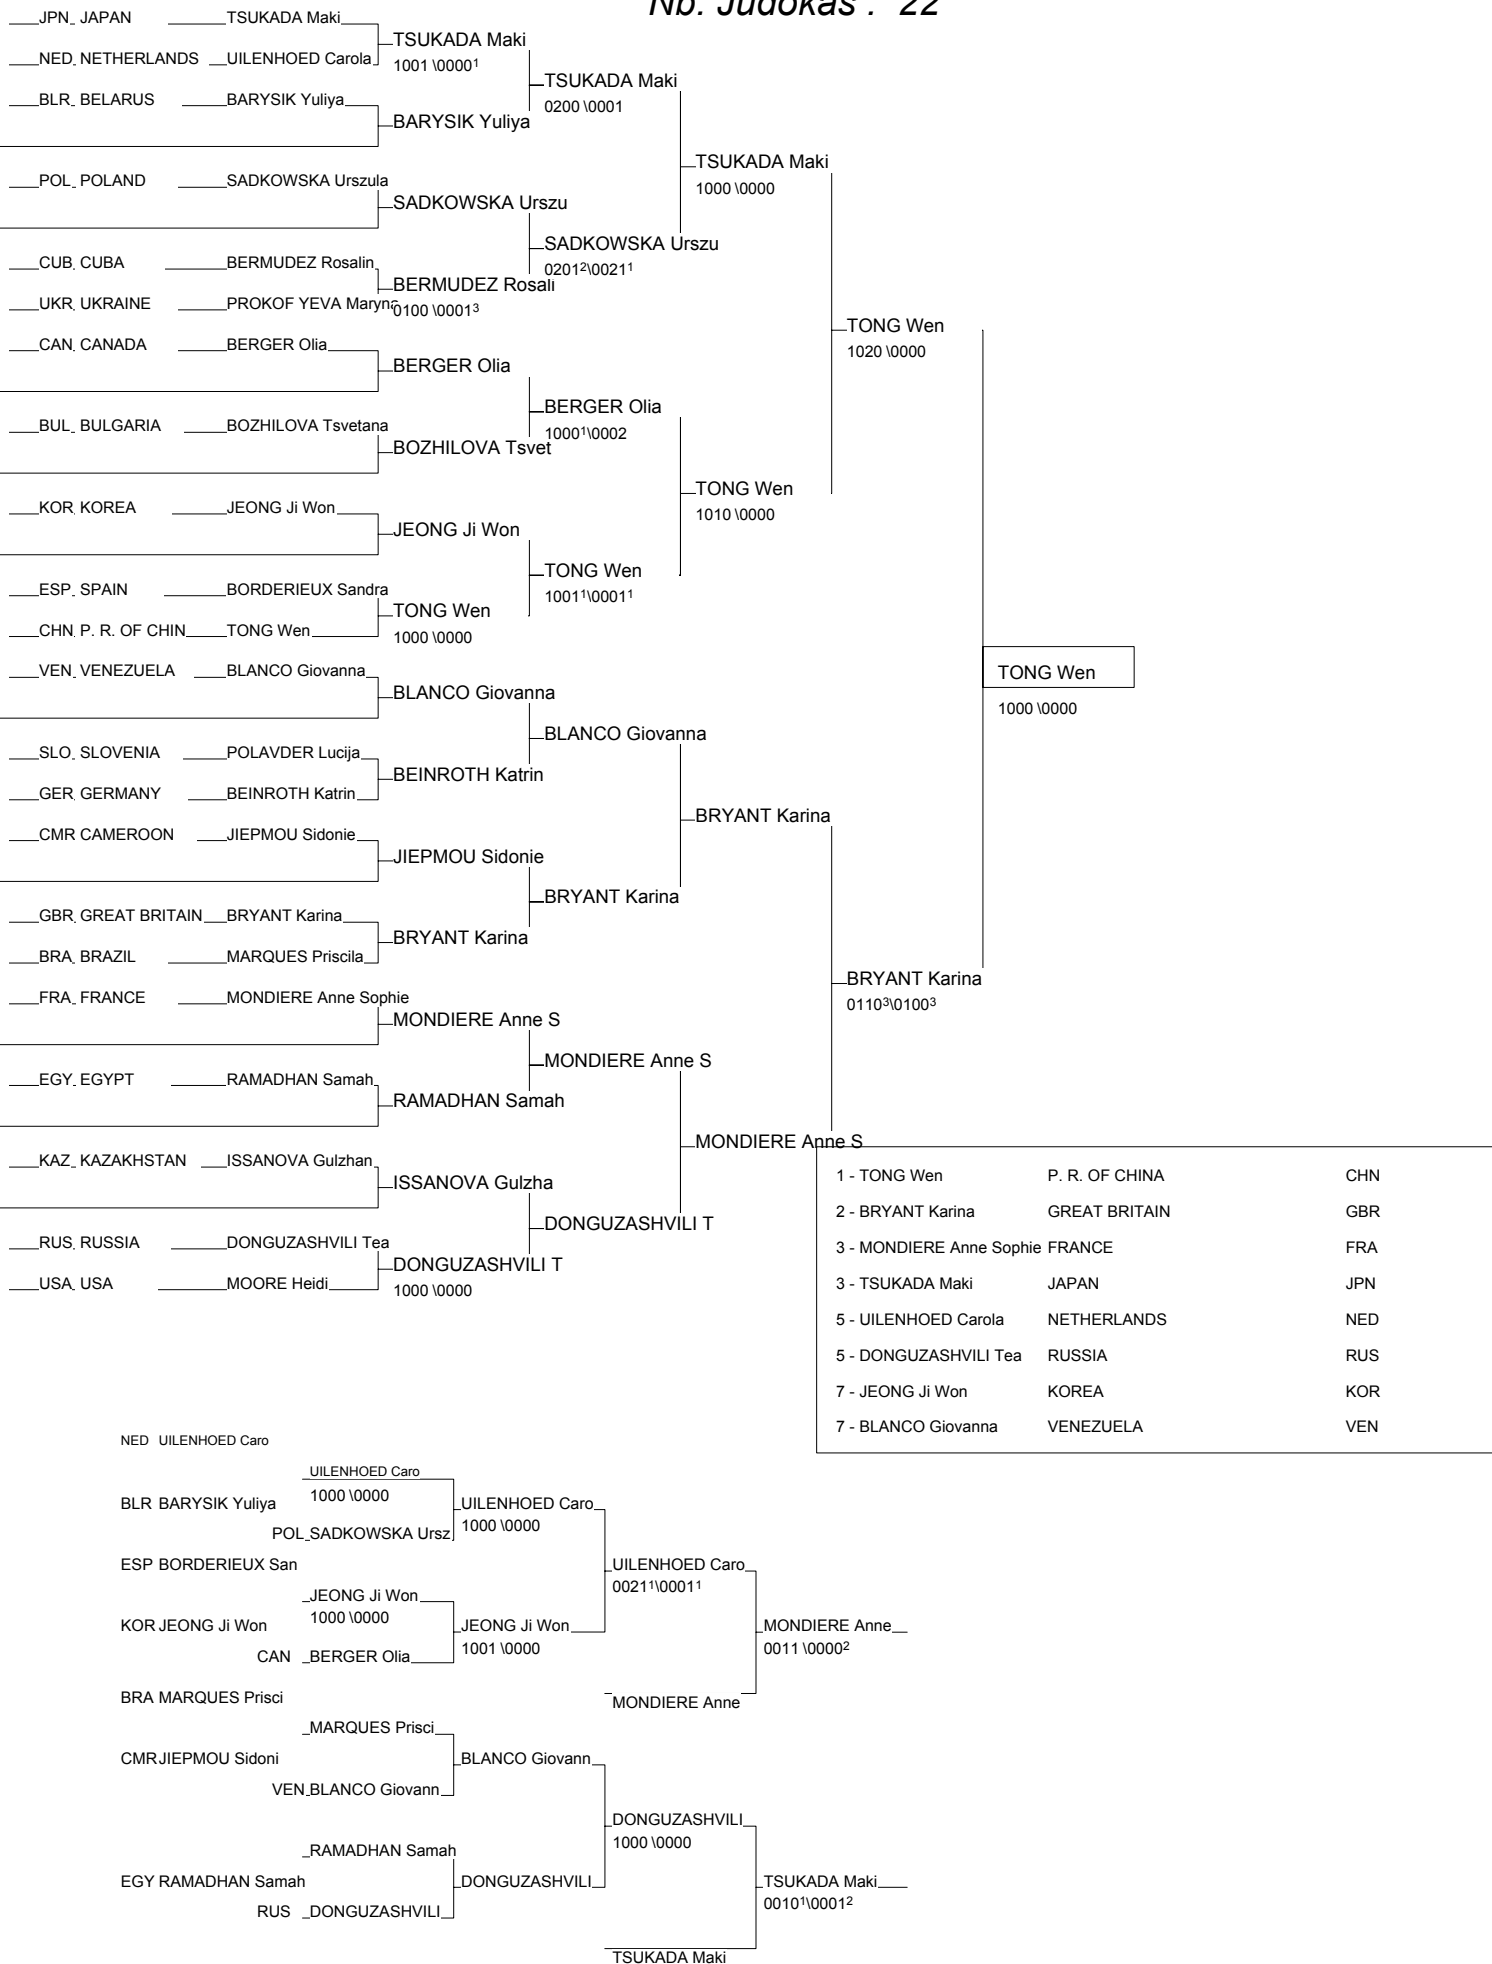 Nb. Judokas : 22
JPN JAPAN TSUKADA Maki
TSUKADA Maki
NED NETHERLANDS UILENHOED Carola
1001 \0000¹
TSUKADA Maki
BLR BELARUS BARYSIK Yuliya
0200 \0001
BARYSIK Yuliya
TSUKADA Maki
POL POLAND SADKOWSKA Urszula
1000 \0000
SADKOWSKA Urszu
SADKOWSKA Urszu
CUB CUBA BERMUDEZ Rosalin
0201²\0021¹
BERMUDEZ Rosali
UKR UKRAINE PROKOF YEVA Maryna
0100 \0001³
TONG Wen
CAN CANADA BERGER Olia
1020 \0000
BERGER Olia
BERGER Olia
BUL BULGARIA BOZHILOVA Tsvetana
1000¹\0002
BOZHILOVA Tsvet
TONG Wen
KOR KOREA JEONG Ji Won
1010 \0000
JEONG Ji Won
TONG Wen
ESP SPAIN BORDERIEUX Sandra
1001¹\0001¹
TONG Wen
CHN P. R. OF CHIN TONG Wen
1000 \0000
VEN VENEZUELA BLANCO Giovanna
TONG Wen
BLANCO Giovanna
1000 \0000
BLANCO Giovanna
SLO SLOVENIA POLAVDER Lucija
BEINROTH Katrin
GER GERMANY BEINROTH Katrin
BRYANT Karina
CMR CAMEROON JIEPMOU Sidonie
JIEPMOU Sidonie
BRYANT Karina
GBR GREAT BRITAIN BRYANT Karina
BRYANT Karina
BRA BRAZIL MARQUES Priscila
BRYANT Karina
FRA FRANCE MONDIERE Anne Sophie
0110³\0100³
MONDIERE Anne S
MONDIERE Anne S
EGY EGYPT RAMADHAN Samah
RAMADHAN Samah
MONDIERE Anne S
KAZ KAZAKHSTAN ISSANOVA Gulzhan
ISSANOVA Gulzha
DONGUZASHVILI T
RUS RUSSIA DONGUZASHVILI Tea
DONGUZASHVILI T
USA USA MOORE Heidi
1000 \0000
1 - TONG Wen P. R. OF CHINA CHN
2 - BRYANT Karina GREAT BRITAIN GBR
3 - MONDIERE Anne Sophie FRANCE FRA
3 - TSUKADA Maki JAPAN JPN
5 - UILENHOED Carola NETHERLANDS NED
5 - DONGUZASHVILI Tea RUSSIA RUS
7 - JEONG Ji Won KOREA KOR
7 - BLANCO Giovanna VENEZUELA VEN
NED UILENHOED Caro
UILENHOED Caro
1000 \0000
BLR BARYSIK Yuliya
UILENHOED Caro
1000 \0000
POL SADKOWSKA Ursz
ESP BORDERIEUX San
UILENHOED Caro
0021¹\0001¹
JEONG Ji Won
1000 \0000
KOR JEONG Ji Won
JEONG Ji Won
MONDIERE Anne
1001 \0000
0011 \0000²
CAN BERGER Olia
BRA MARQUES Prisci
MONDIERE Anne
MARQUES Prisci
CMR JIEPMOU Sidoni
BLANCO Giovann
VEN BLANCO Giovann
DONGUZASHVILI
1000 \0000
RAMADHAN Samah
EGY RAMADHAN Samah
DONGUZASHVILI
TSUKADA Maki
0010¹\0001²
RUS DONGUZASHVILI
TSUKADA Maki